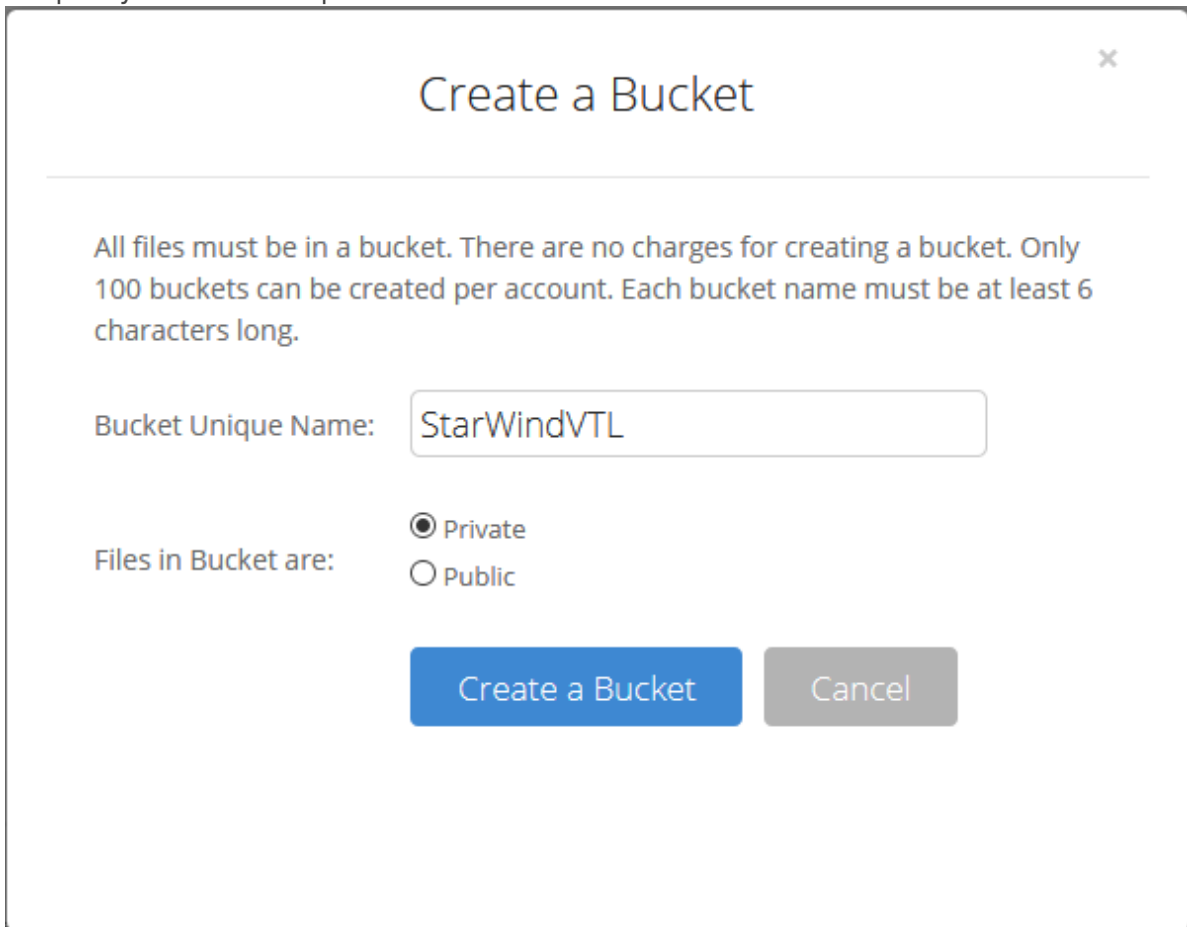 Create a Bucket
All files must be in a bucket. There are no charges for creating a bucket. Only
100 buckets can be created per account. Each bucket name must be at least 6
characters long.
Bucket Unique Name: StarWindVTL
Private
Files in Bucket are:
Public
Create a Bucket Cancel